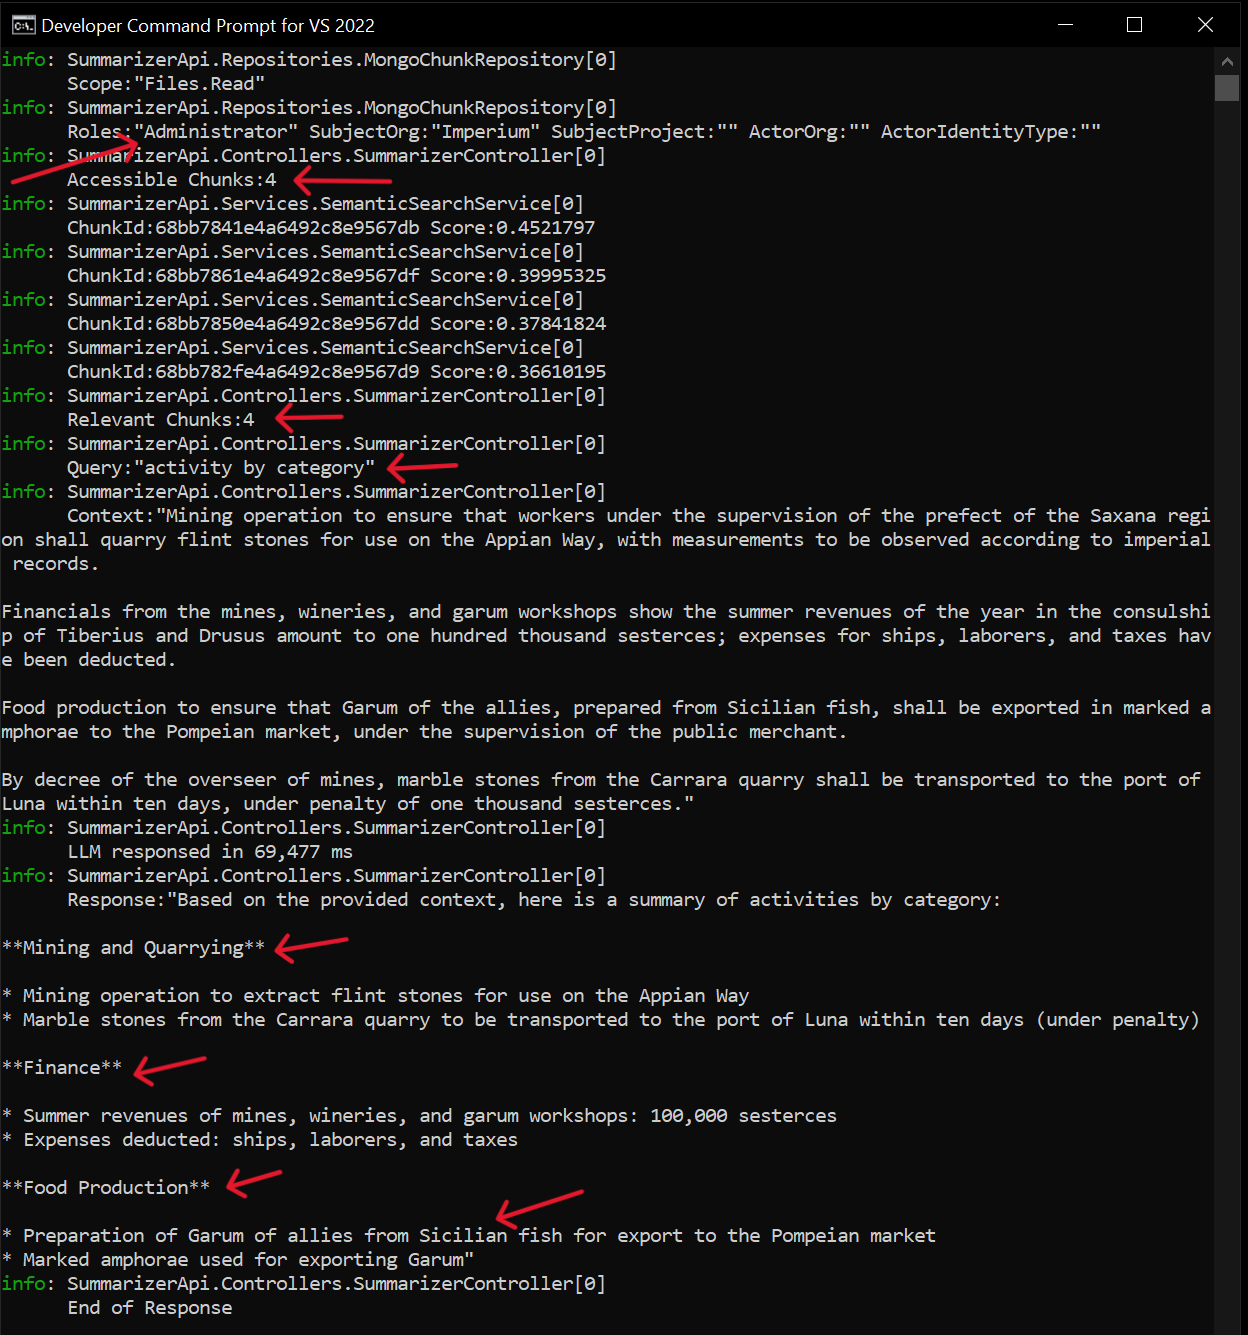 Developer Command Prompt for VS 2022
info: SummarizerApi.Repositories.MongoChunkRepository[0]
Scope:"Files.Read"
info: SummarizerApi.Repositories.MongoChunkRepository[0]
Roles:"Administrator" SubjectOrg:"Imperium" SubjectProject:"" ActorOrg:"" ActorIdentityType:""
info: SummarizerApi.Controllers.SummarizerController[0]
Accessible Chunks:4
info: SummarizerApi.Services.SemanticSearchService[0]
ChunkId:68bb7841e4a6492c8e9567db Score:0.4521797
info: SummarizerApi.Services.SemanticSearchService[0]
ChunkId:68bb7861e4a6492c8e9567df Score:0.39995325
info: SummarizerApi.Services.SemanticSearchService[0]
ChunkId:68bb7850e4a6492c8e9567dd Score:0.37841824
info: SummarizerApi.Services.SemanticSearchService[0]
ChunkId:68bb782fe4a6492c8e9567d9 Score:0.36610195
info: SummarizerApi.Controllers.SummarizerController[0]
Relevant Chunks:4
info: SummarizerApi.Controllers.SummarizerController[0]
Query:"activity by category"
info: SummarizerApi.Controllers.SummarizerController[0]
Context:"Mining operation to ensure that workers under the supervision of the prefect of the Saxana regi
on shall quarry flint stones for use on the Appian Way, with measurements to be observed according to imperial
records.
Financials from the mines, wineries, and garum workshops show the summer revenues of the year in the consulshi
p of Tiberius and Drusus amount to one hundred thousand sesterces; expenses for ships, laborers, and taxes hav
e been deducted.
Food production to ensure that Garum of the allies, prepared from Sicilian fish, shall be exported in marked a
mphorae to the Pompeian market, under the supervision of the public merchant.
By decree of the overseer of mines, marble stones from the Carrara quarry shall be transported to the port of
Luna within ten days, under penalty of one thousand sesterces."
info: SummarizerApi.Controllers.SummarizerController[0]
LLM responsed in 69,477 ms
info: SummarizerApi.Controllers.SummarizerController[0]
Response:"Based on the provided context, here is a summary of activities by category:
**Mining and Quarrying**
* Mining operation to extract flint stones for use on the Appian Way
* Marble stones from the Carrara quarry to be transported to the port of Luna within ten days (under penalty)
**Finance**
* Summer revenues of mines, wineries, and garum workshops: 100,000 sesterces
* Expenses deducted: ships, laborers, and taxes
**Food Production**
* Preparation of Garum of allies from Sicilian fish for export to the Pompeian market
* Marked amphorae used for exporting Garum"
info: SummarizerApi.Controllers.SummarizerController[0]
End of Response